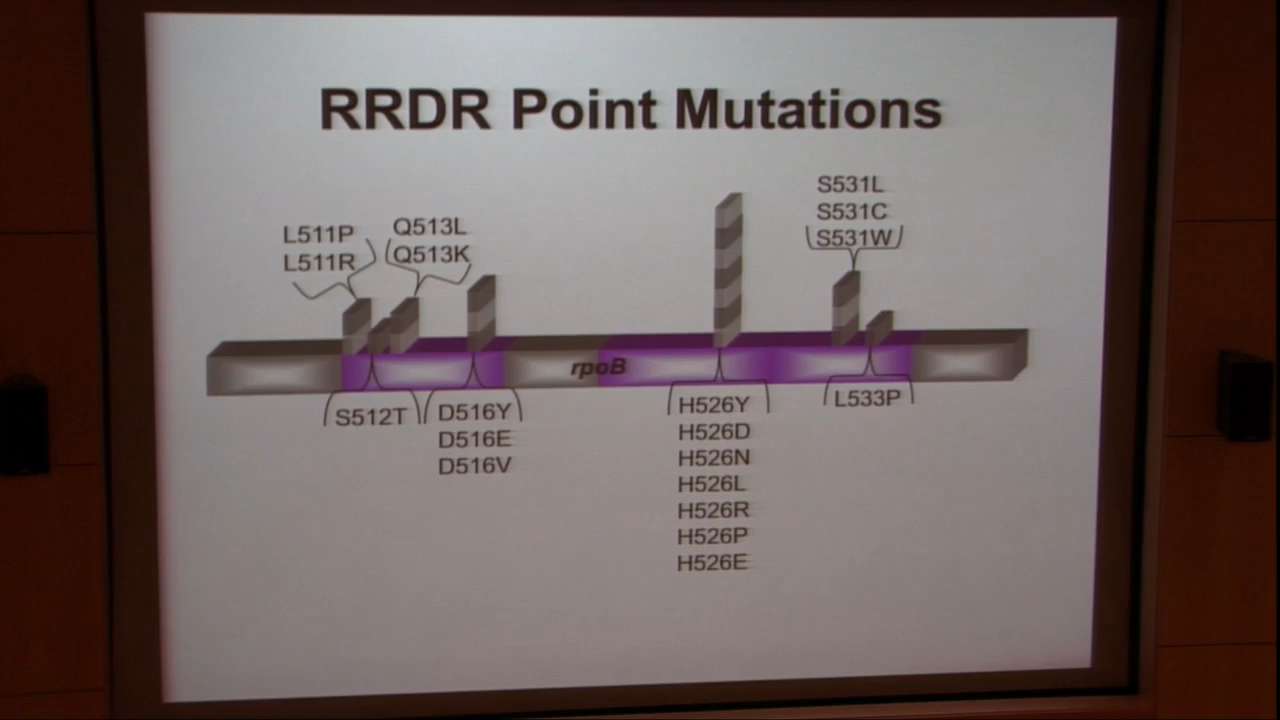 RRDR Point Mutations
L511P
L511R
Q513L
Q513K
S531L
S531C
S531W
rpoB
S512T
D516Y
D516E
D516V
H526Y
H526D
H526N
H526L
H526R
H526P
H526E
L533P